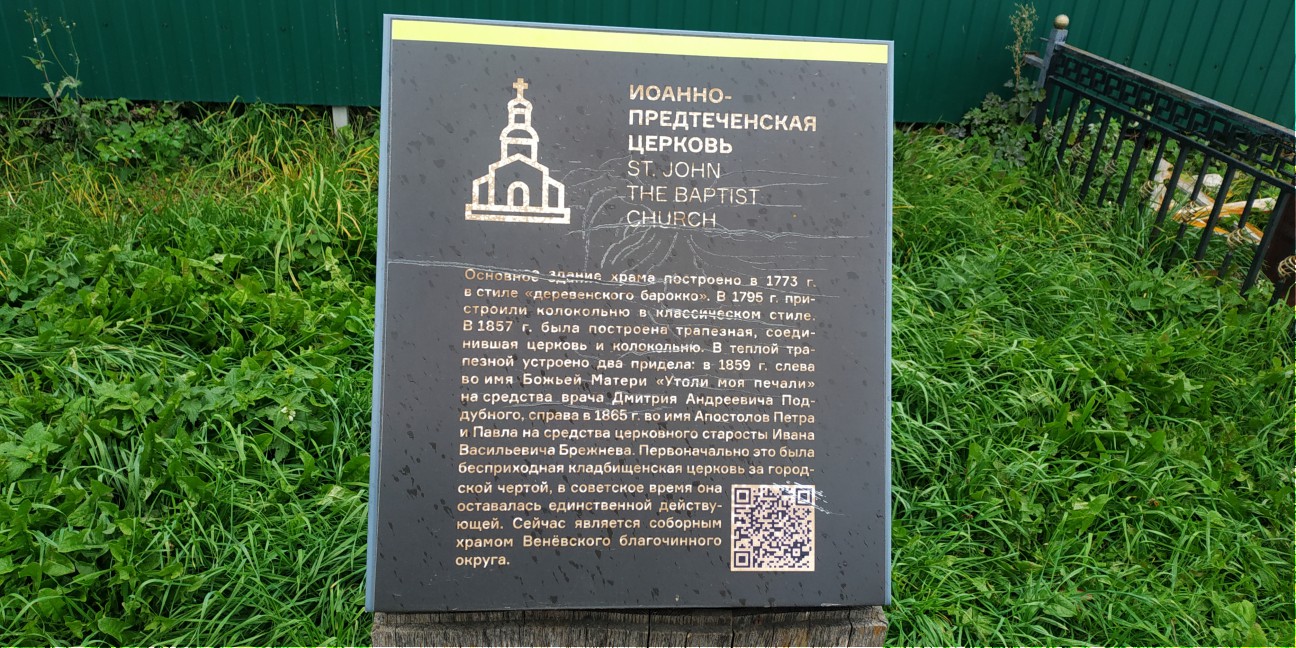 ИОАННО-
ПРЕДТЕЧЕНСКАЯ
ЦЕРКОВЬ
ST. JOHN
THE BAPTIST
CHURCH
Основное здание храма построено в 1773 г.
в стиле «деревенского барокко». В 1795 г. при-
строили колокольню в классическом стиле.
В 1857 г. была построена трапезная, соеди-
нившая церковь и колокольню. В теплой тра-
пезной устроено два придела: в 1859 г. слева
во имя Божьей Матери «Утоли моя печали»
на средства врача Дмитрия Андреевича Под-
дубного, справа в 1865 г. во имя Апостолов Петра
и Павла на средства церковного старосты Ивана
Васильевича Брежнева. Первоначально это была
бесприходная кладбищенская церковь за город-
ской чертой, в советское время она
оставалась единственной действу-
ющей. Сейчас является соборным
храмом Венёвского благочинного
округа.